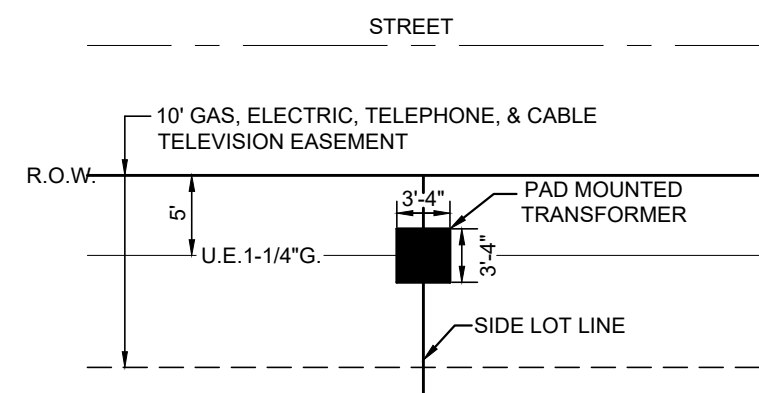 STREET
10' GAS, ELECTRIC, TELEPHONE, & CABLE
TELEVISION EASEMENT
R.O.W.
3'-4"
PAD MOUNTED
TRANSFORMER
5'
U.E.1-1/4"G.
3'-4"
SIDE LOT LINE